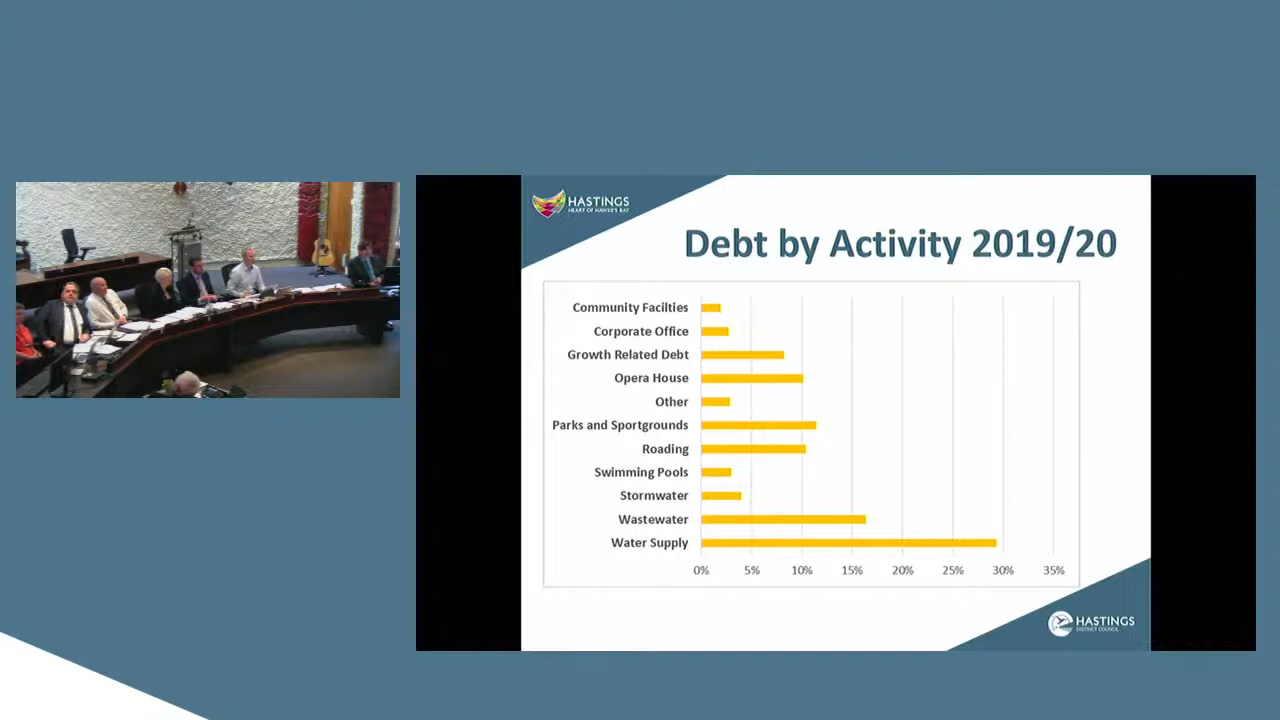 HASTINGS
HEART OF HAWKE'S BAY
Debt by Activity 2019/20
Community Facilties
Corporate Office
Growth Related Debt
Opera House
Other
Parks and Sportgrounds
Roading
Swimming Pools
Stormwater
Wastewater
Water Supply
0% 5% 10% 15% 20% 25% 30% 35%
HASTINGS
DISTRICT COUNCIL